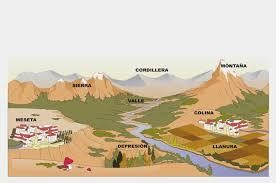 MONTAÑA
CORDILLERA
SIERRA
VALLE
COLINA
MESETA
DEPRESIÓN
LLANURA